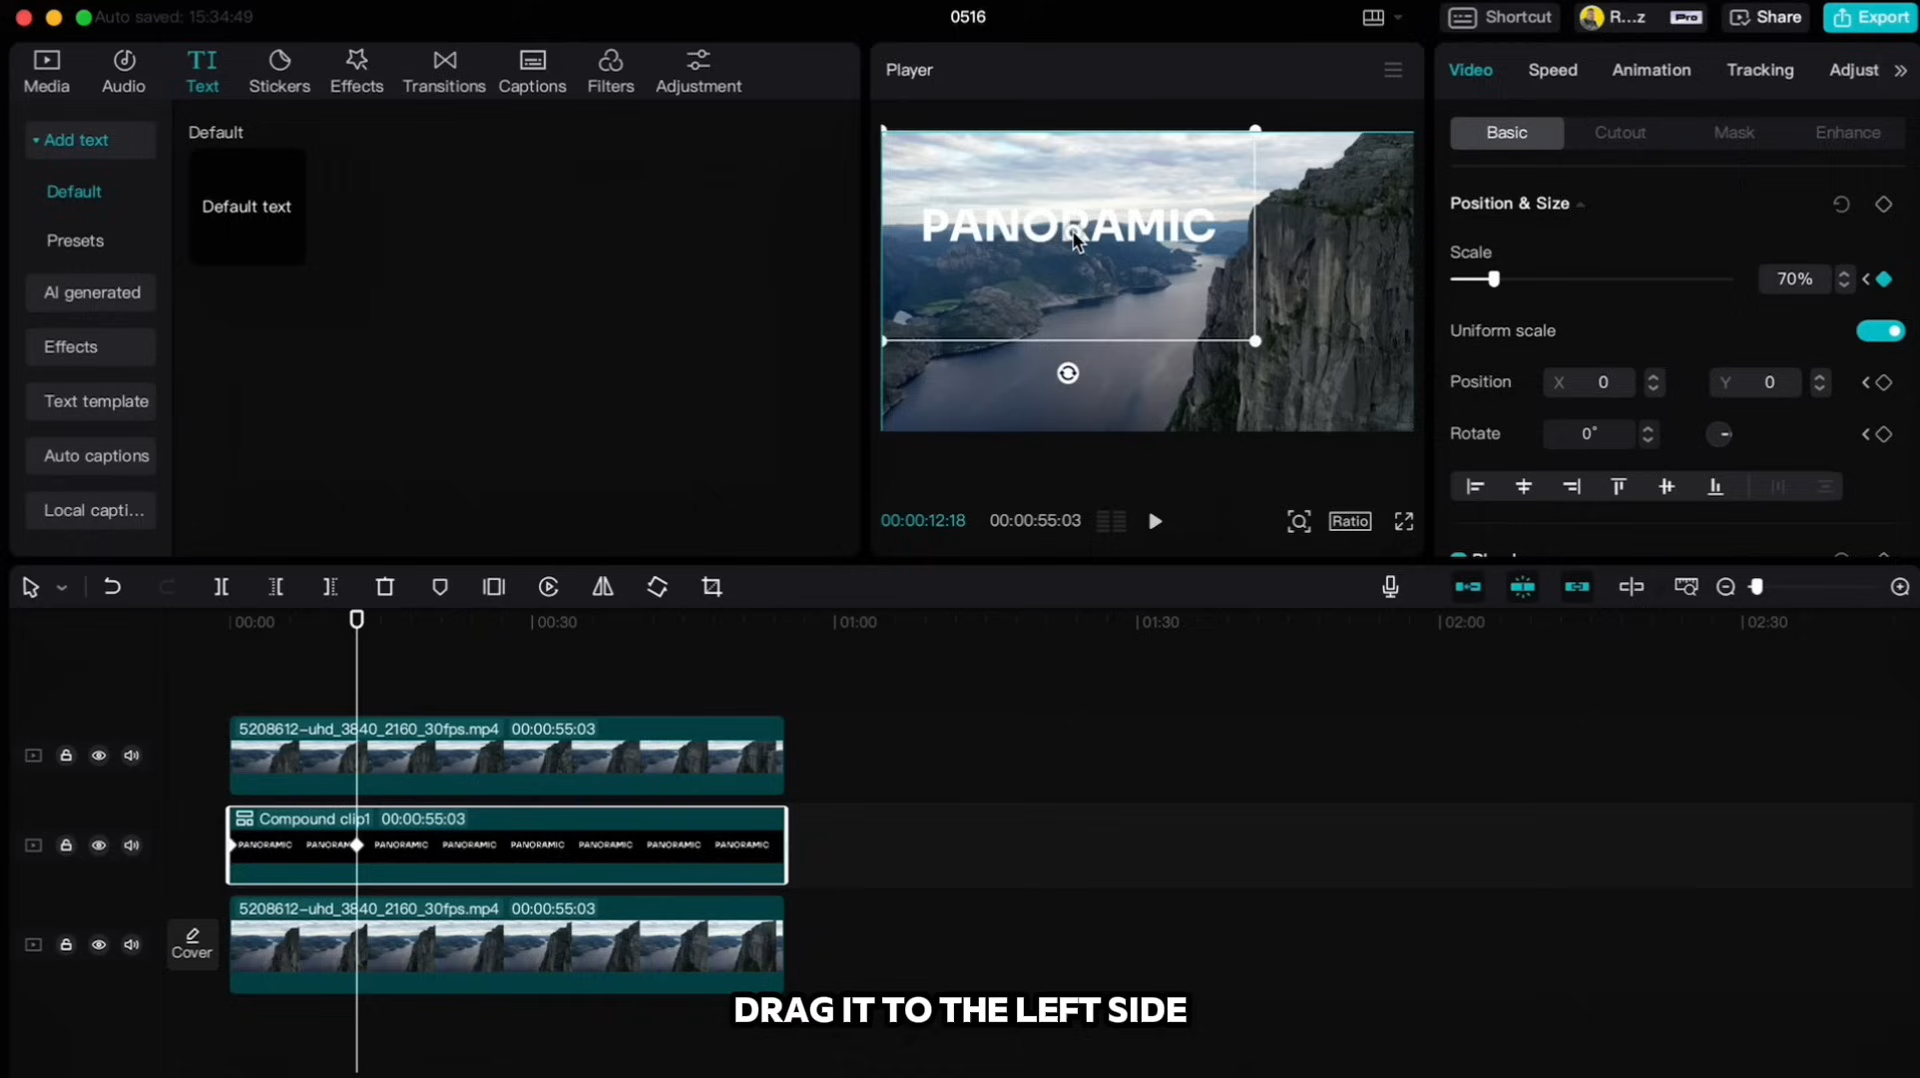 Auto saved: 15:34:49
0516
Shortcut
R...z
Pro
Share
Export
Media
Audio
TI
Text
Stickers
Effects
Transitions
Captions
Filters
Adjustment
Add text
Default
Presets
AI generated
Effects
Text template
Auto captions
Local capti...
Default
Default text
Player
PANORAMIC
00:00:12:18
00:00:55:03
Ratio
Video
Speed
Animation
Tracking
Adjust
Basic
Cutout
Mask
Enhance
Position & Size
Scale
70%
Uniform scale
Position
X 0
Y 0
Rotate
0°
00:00
00:30
01:00
01:30
02:00
02:30
5208612-uhd_3840_2160_30fps.mp4 00:00:55:03
Compound clip1 00:00:55:03
PANORAMIC PANORAMIC PANORAMIC PANORAMIC PANORAMIC PANORAMIC PANORAMIC PANORAMIC
Cover
5208612-uhd_3840_2160_30fps.mp4 00:00:55:03
DRAG IT TO THE LEFT SIDE